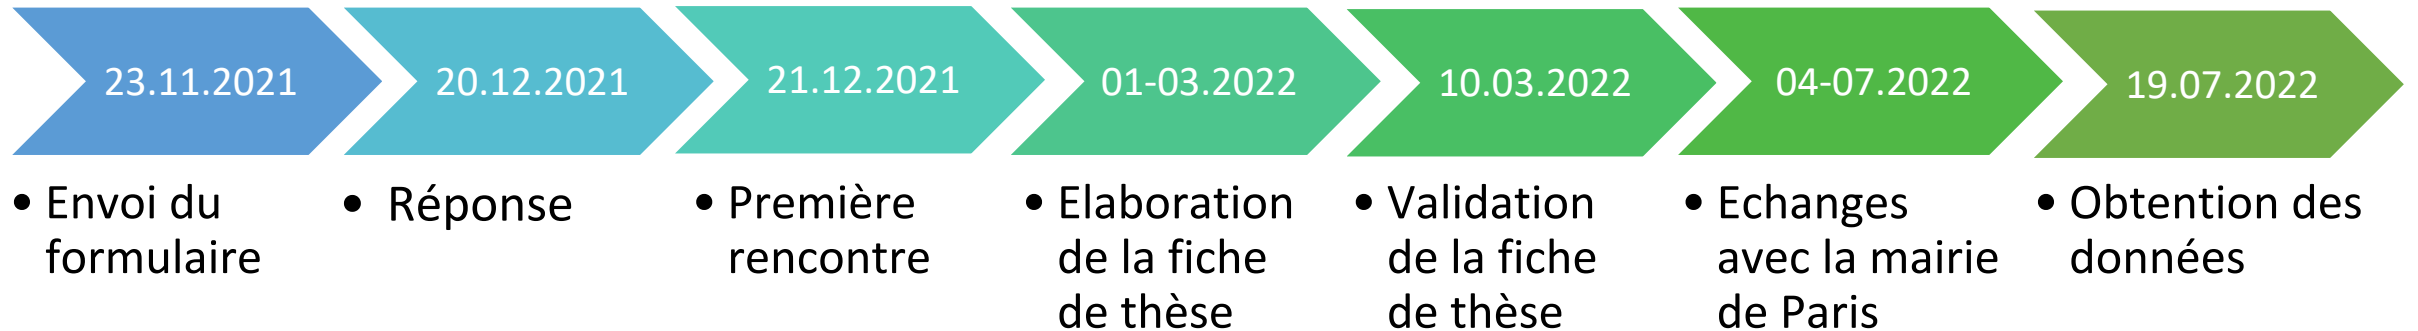 23.11.2021
20.12.2021
21.12.2021
01-03.2022
10.03.2022
04-07.2022
19.07.2022
• Envoi du
formulaire
• Réponse
• Première
rencontre
• Elaboration
de la fiche
de thèse
• Validation
de la fiche
de thèse
• Echanges
avec la mairie
de Paris
• Obtention des
données